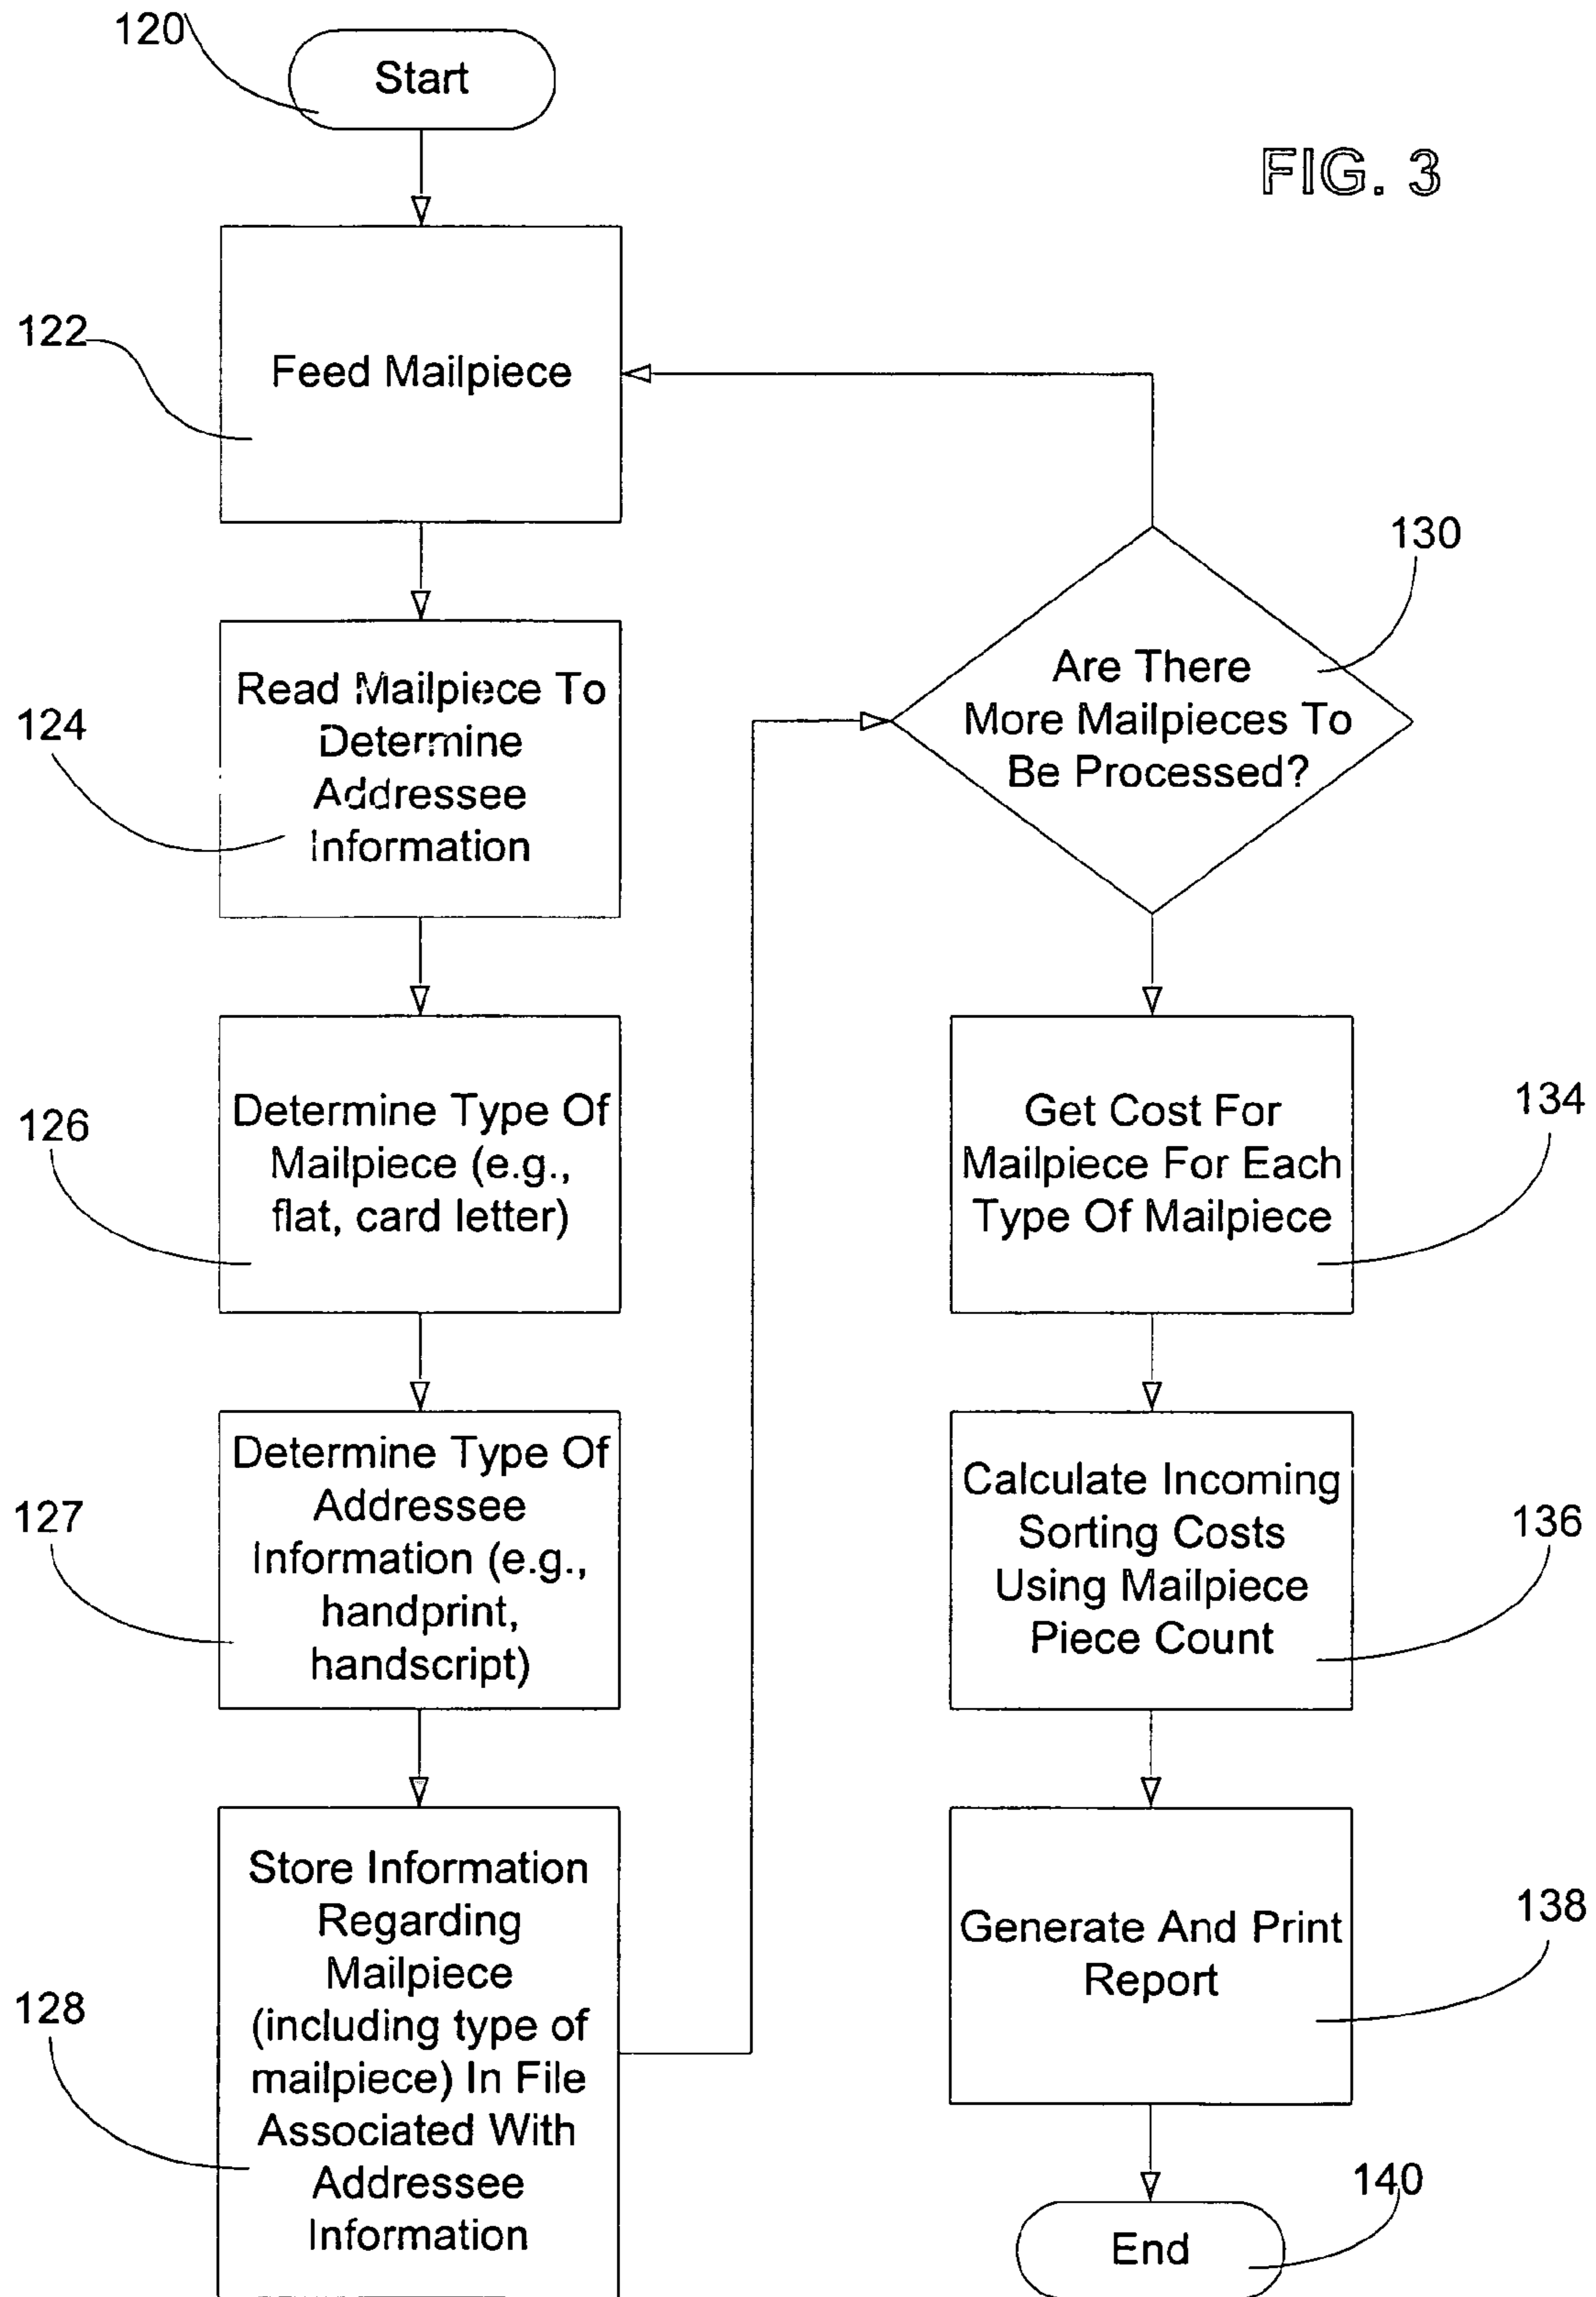 120
Start
FIG. 3
122
Feed Mailpiece
124
Read Mailpiece To
Determine
Addressee
Information
126
Determine Type Of
Mailpiece (e.g.,
flat, card letter)
127
Determine Type Of
Addressee
Information (e.g.,
handprint,
handscript)
128
Store Information
Regarding
Mailpiece
(including type of
mailpiece) In File
Associated With
Addressee
Information
130
Are There
More Mailpieces To
Be Processed?
134
Get Cost For
Mailpiece For Each
Type Of Mailpiece
136
Calculate Incoming
Sorting Costs
Using Mailpiece
Piece Count
138
Generate And Print
Report
140
End